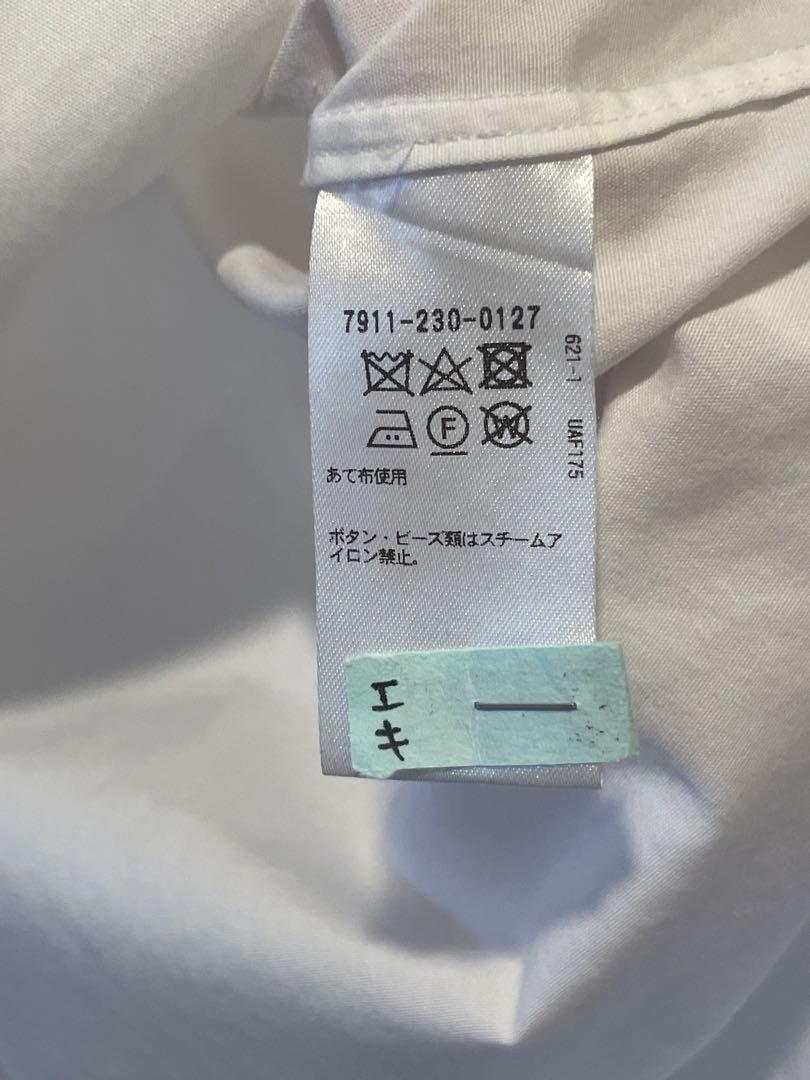 7911-230-0127
621-1 UAF175
F
W
あて布使用
ボタン・ビーズ類はスチームア
イロン禁止。
エ
キ